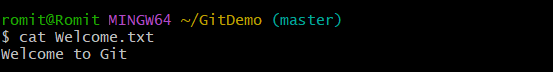 romit@Romit MINGW64 ~/GitDemo (master)
$ cat Welcome.txt
Welcome to Git